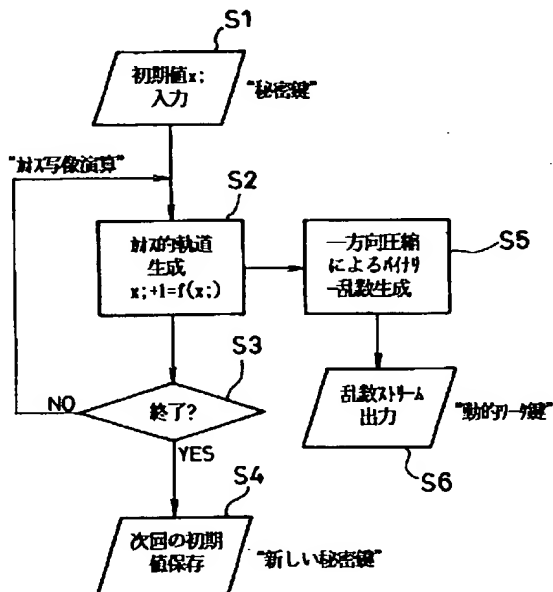 S1
初期値x;
入力
"秘密鍵"
"カオス写像演算"
S2
カオス的軌道
生成
x;+1=f(x;)
一方向圧縮
によるバイナリ
ー乱数生成
S5
S3
NO
終了?
YES
乱数ストリーム
出力
"動的ワーク鍵"
S6
S4
次回の初期
値保存
"新しい秘密鍵"